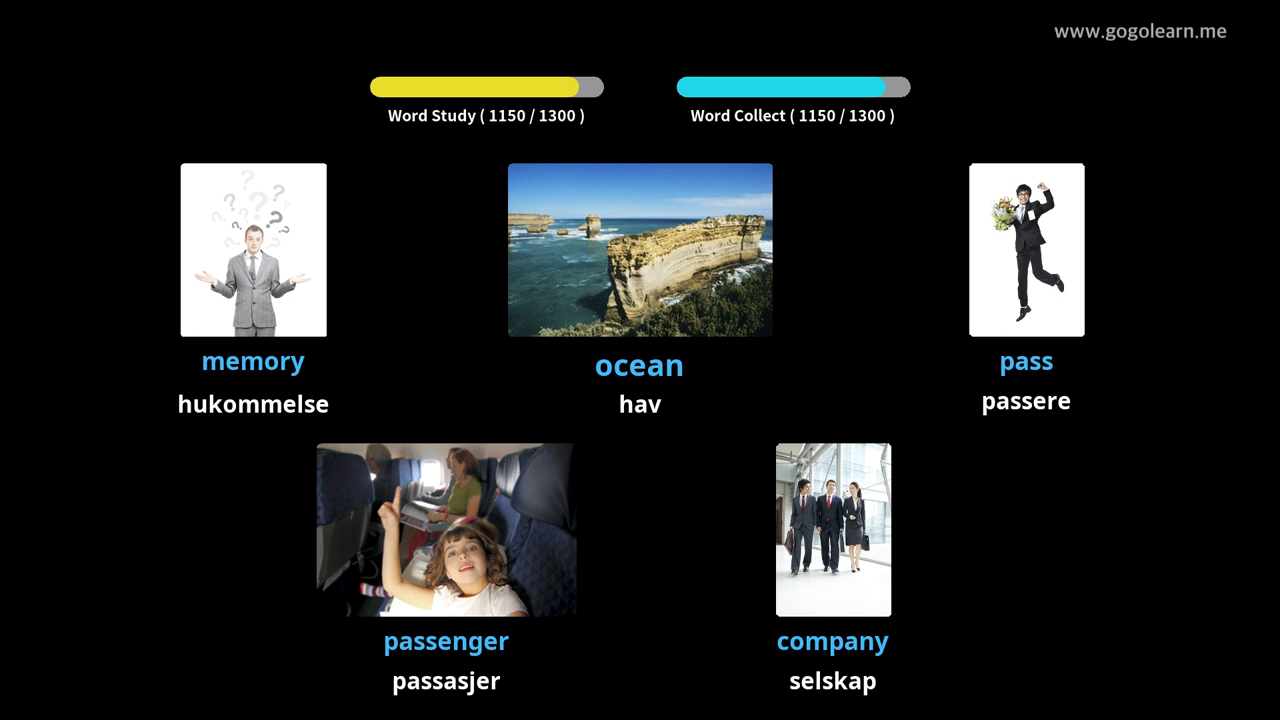 www.gogolearn.me
Word Study ( 1150 / 1300 )
Word Collect ( 1150 / 1300 )
memory
hukommelse
ocean
hav
pass
passere
passenger
passasjer
company
selskap